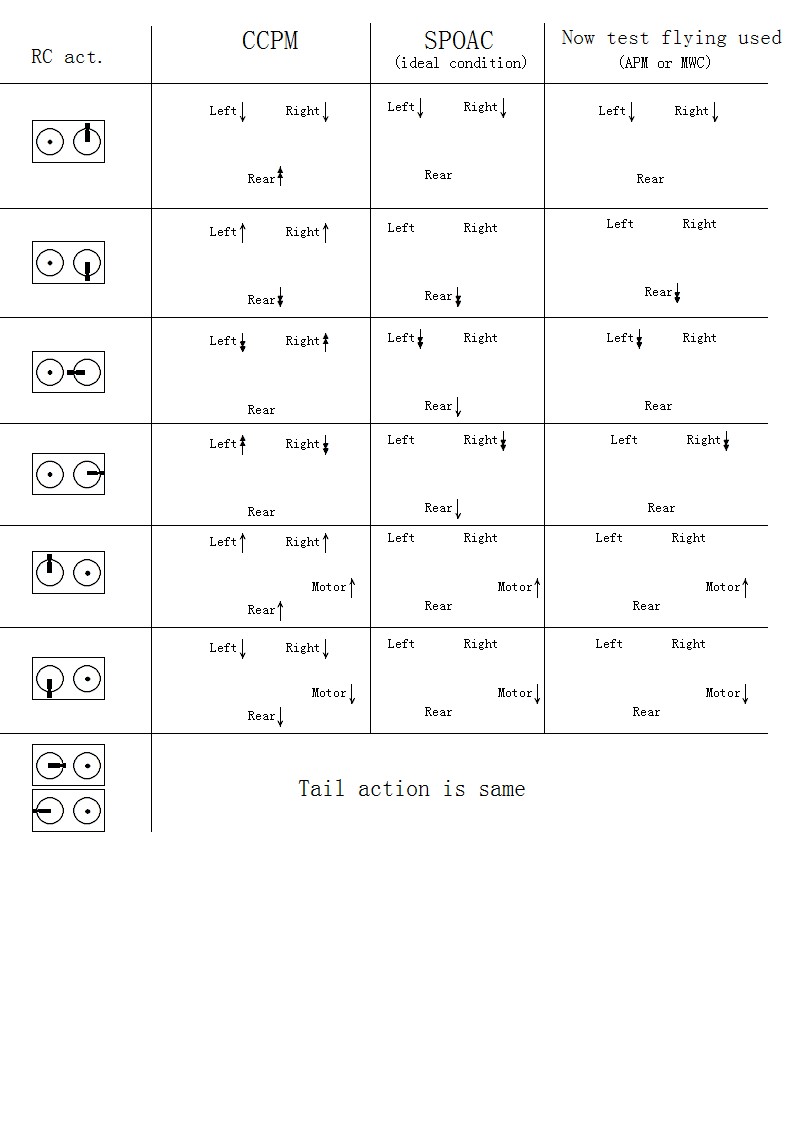 RC act.
CCPM
SPOAC
(ideal condition)
Now test flying used
(APM or MWC)
Left↓ Right↓
Rear↑
Left↓ Right↓
Rear
Left↓ Right↓
Rear
Left↑ Right↑
Rear↓
Left Right
Rear↓
Left Right
Rear↓
Left↓ Right↑
Rear
Left↓ Right
Rear↓
Left↓ Right
Rear
Left↑ Right↓
Rear
Left Right↓
Rear↓
Left Right↓
Rear
Left↑ Right↑
Motor↑
Rear↑
Left Right
Motor↑
Rear
Left Right
Motor↑
Rear
Left↓ Right↓
Motor↓
Rear↓
Left Right
Motor↓
Rear
Left Right
Motor↓
Rear
Tail action is same